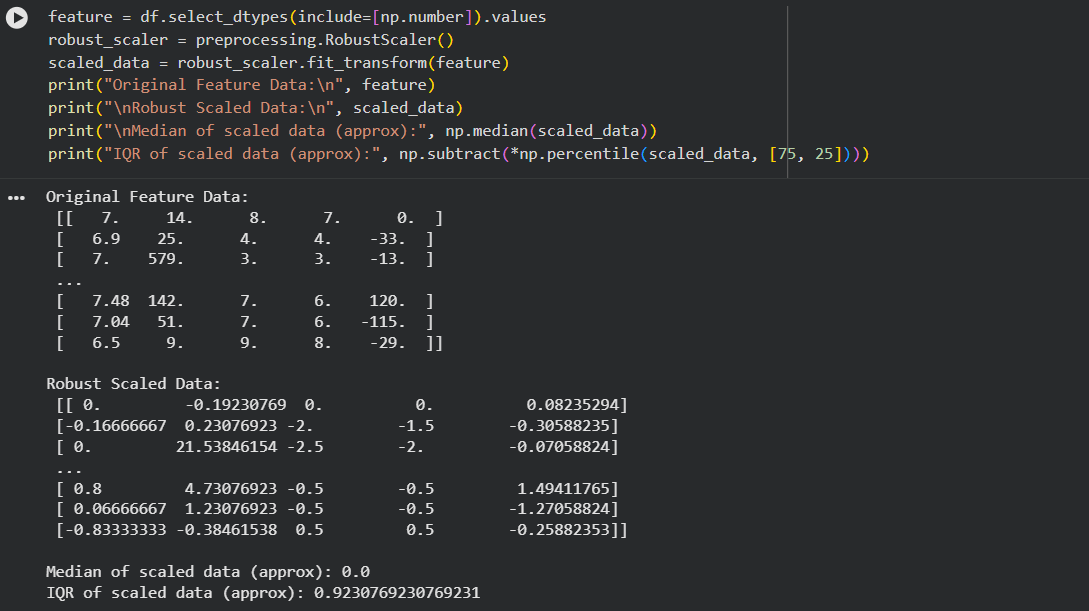 feature = df.select_dtypes(include=[np.number]).values
robust_scaler = preprocessing.RobustScaler()
scaled_data = robust_scaler.fit_transform(feature)
print("Original Feature Data:\n", feature)
print("\nRobust Scaled Data:\n", scaled_data)
print("\nMedian of scaled data (approx):", np.median(scaled_data))
print("IQR of scaled data (approx):", np.subtract(*np.percentile(scaled_data, [75, 25])))
Original Feature Data:
[[ 7. 14. 8. 7. 0. ]
[ 6.9 25. 4. 4. -33. ]
[ 7. 579. 3. 3. -13. ]
...
[ 7.48 142. 7. 6. 120. ]
[ 7.04 51. 7. 6. -115. ]
[ 6.5 9. 9. 8. -29. ]]
Robust Scaled Data:
[[ 0. -0.19230769 0. 0. 0.08235294]
[-0.16666667 0.23076923 -2. -1.5 -0.30588235]
[ 0. 21.53846154 -2.5 -2. -0.07058824]
...
[ 0.8 4.73076923 -0.5 -0.5 1.49411765]
[ 0.06666667 1.23076923 -0.5 -0.5 -1.27058824]
[-0.83333333 -0.38461538 0.5 0.5 -0.25882353]]
Median of scaled data (approx): 0.0
IQR of scaled data (approx): 0.9230769230769231